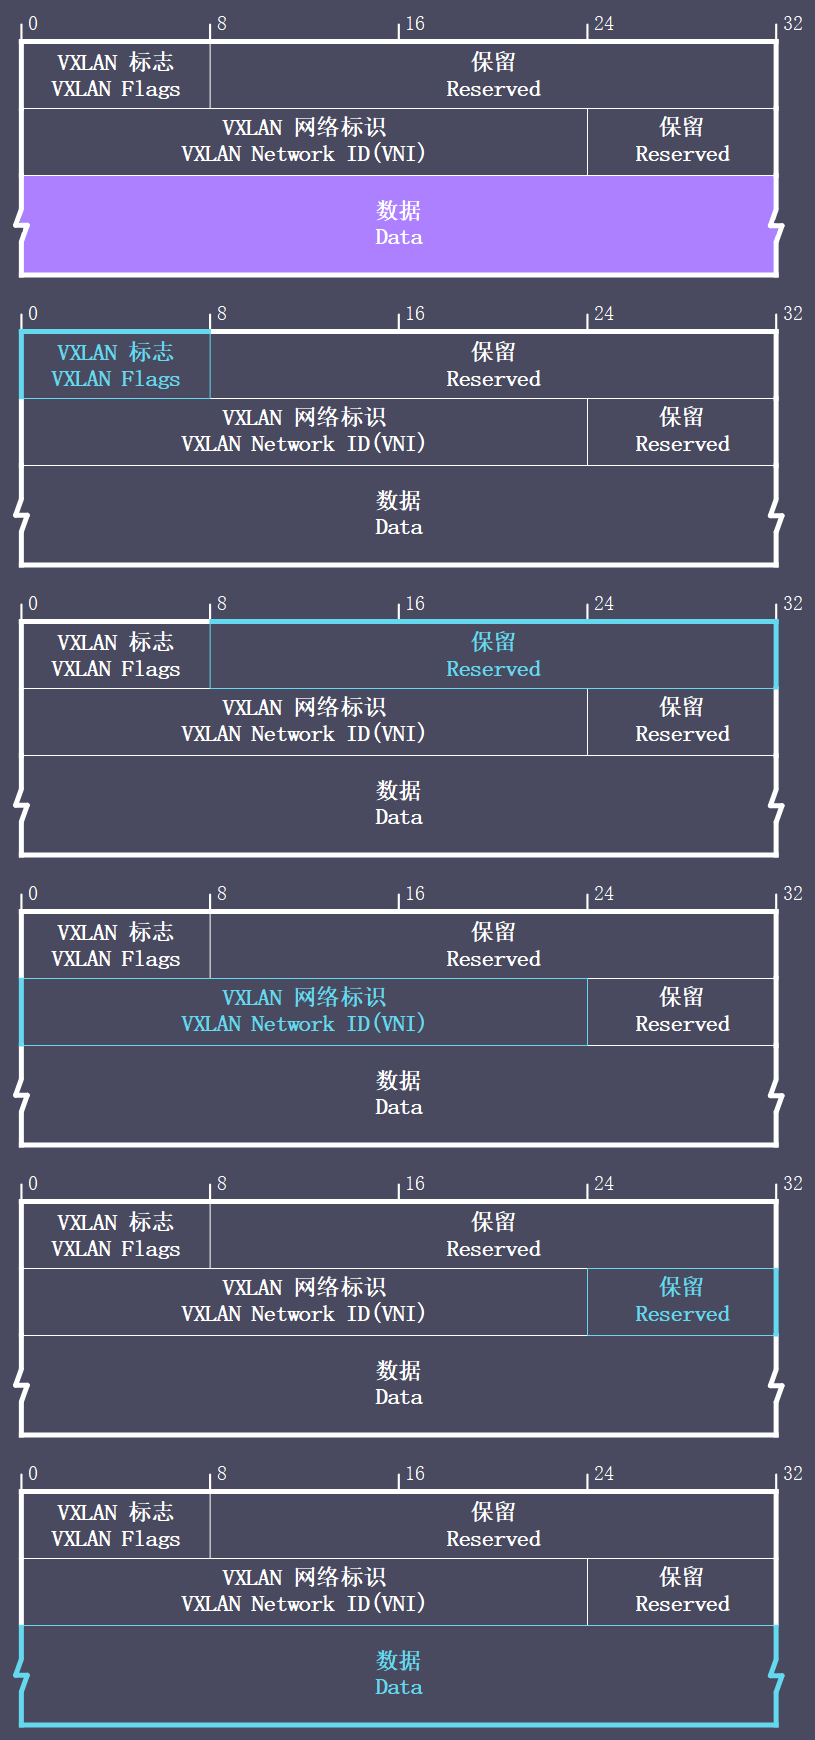 0 8 16 24 32
VXLAN 标志 保留
VXLAN Flags Reserved
VXLAN 网络标识 保留
VXLAN Network ID(VNI) Reserved
数据
Data
0 8 16 24 32
VXLAN 标志 保留
VXLAN Flags Reserved
VXLAN 网络标识 保留
VXLAN Network ID(VNI) Reserved
数据
Data
0 8 16 24 32
VXLAN 标志 保留
VXLAN Flags Reserved
VXLAN 网络标识 保留
VXLAN Network ID(VNI) Reserved
数据
Data
0 8 16 24 32
VXLAN 标志 保留
VXLAN Flags Reserved
VXLAN 网络标识 保留
VXLAN Network ID(VNI) Reserved
数据
Data
0 8 16 24 32
VXLAN 标志 保留
VXLAN Flags Reserved
VXLAN 网络标识 保留
VXLAN Network ID(VNI) Reserved
数据
Data
0 8 16 24 32
VXLAN 标志 保留
VXLAN Flags Reserved
VXLAN 网络标识 保留
VXLAN Network ID(VNI) Reserved
数据
Data